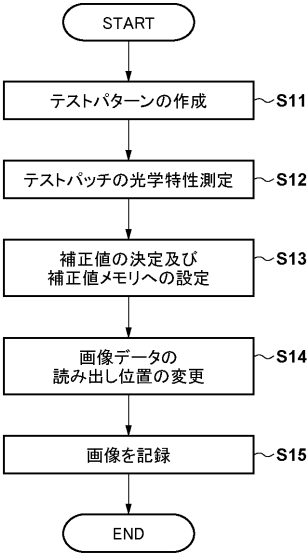 START
テストパターンの作成
S11
テストパッチの光学特性測定
S12
補正値の決定及び
補正値メモリへの設定
S13
画像データの
読み出し位置の変更
S14
画像を記録
S15
END